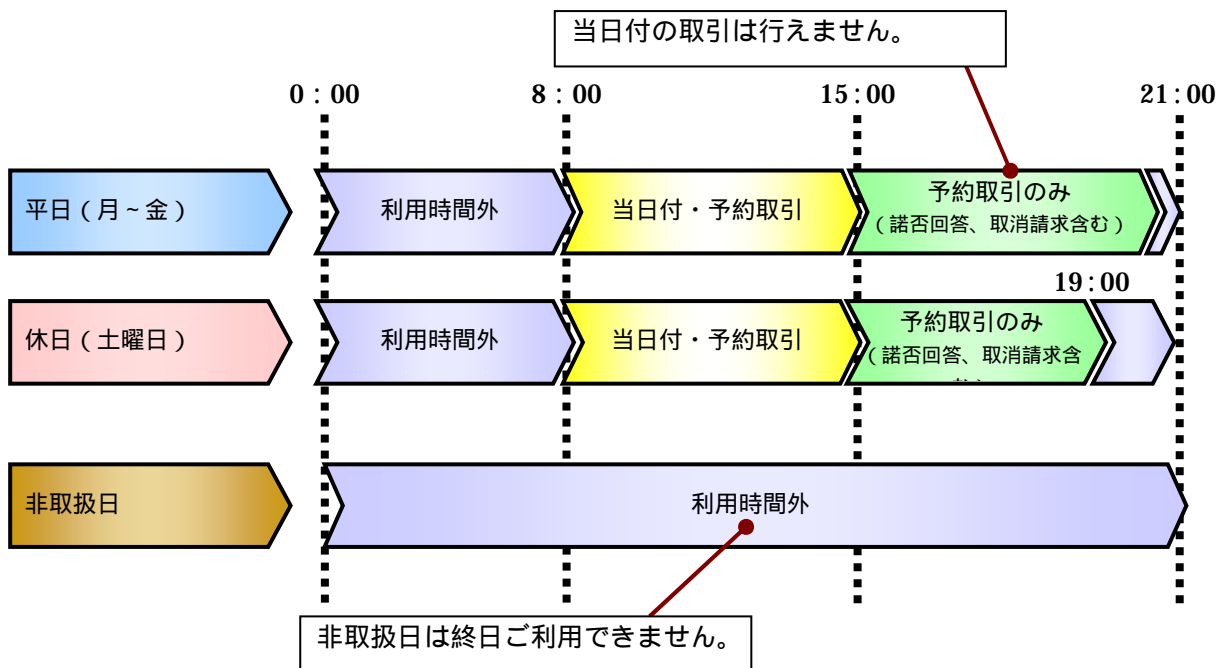 当日付の取引は行えません。
0:00
8:00
15:00
21:00
平日(月~金)
利用時間外
当日付・予約取引
予約取引のみ
(諾否回答、取消請求含む)
19:00
休日(土曜日)
利用時間外
当日付・予約取引
予約取引のみ
(諾否回答、取消請求含
非取扱日
利用時間外
非取扱日は終日ご利用できません。